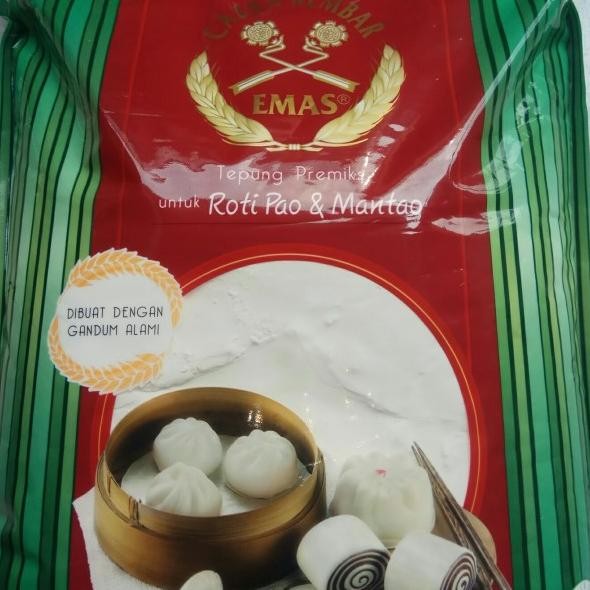 CAKRA KEMBAR
EMAS®
Tepung Premiks
untuk Roti Pao & Mantao
DIBUAT DENGAN
GANDUM ALAMI